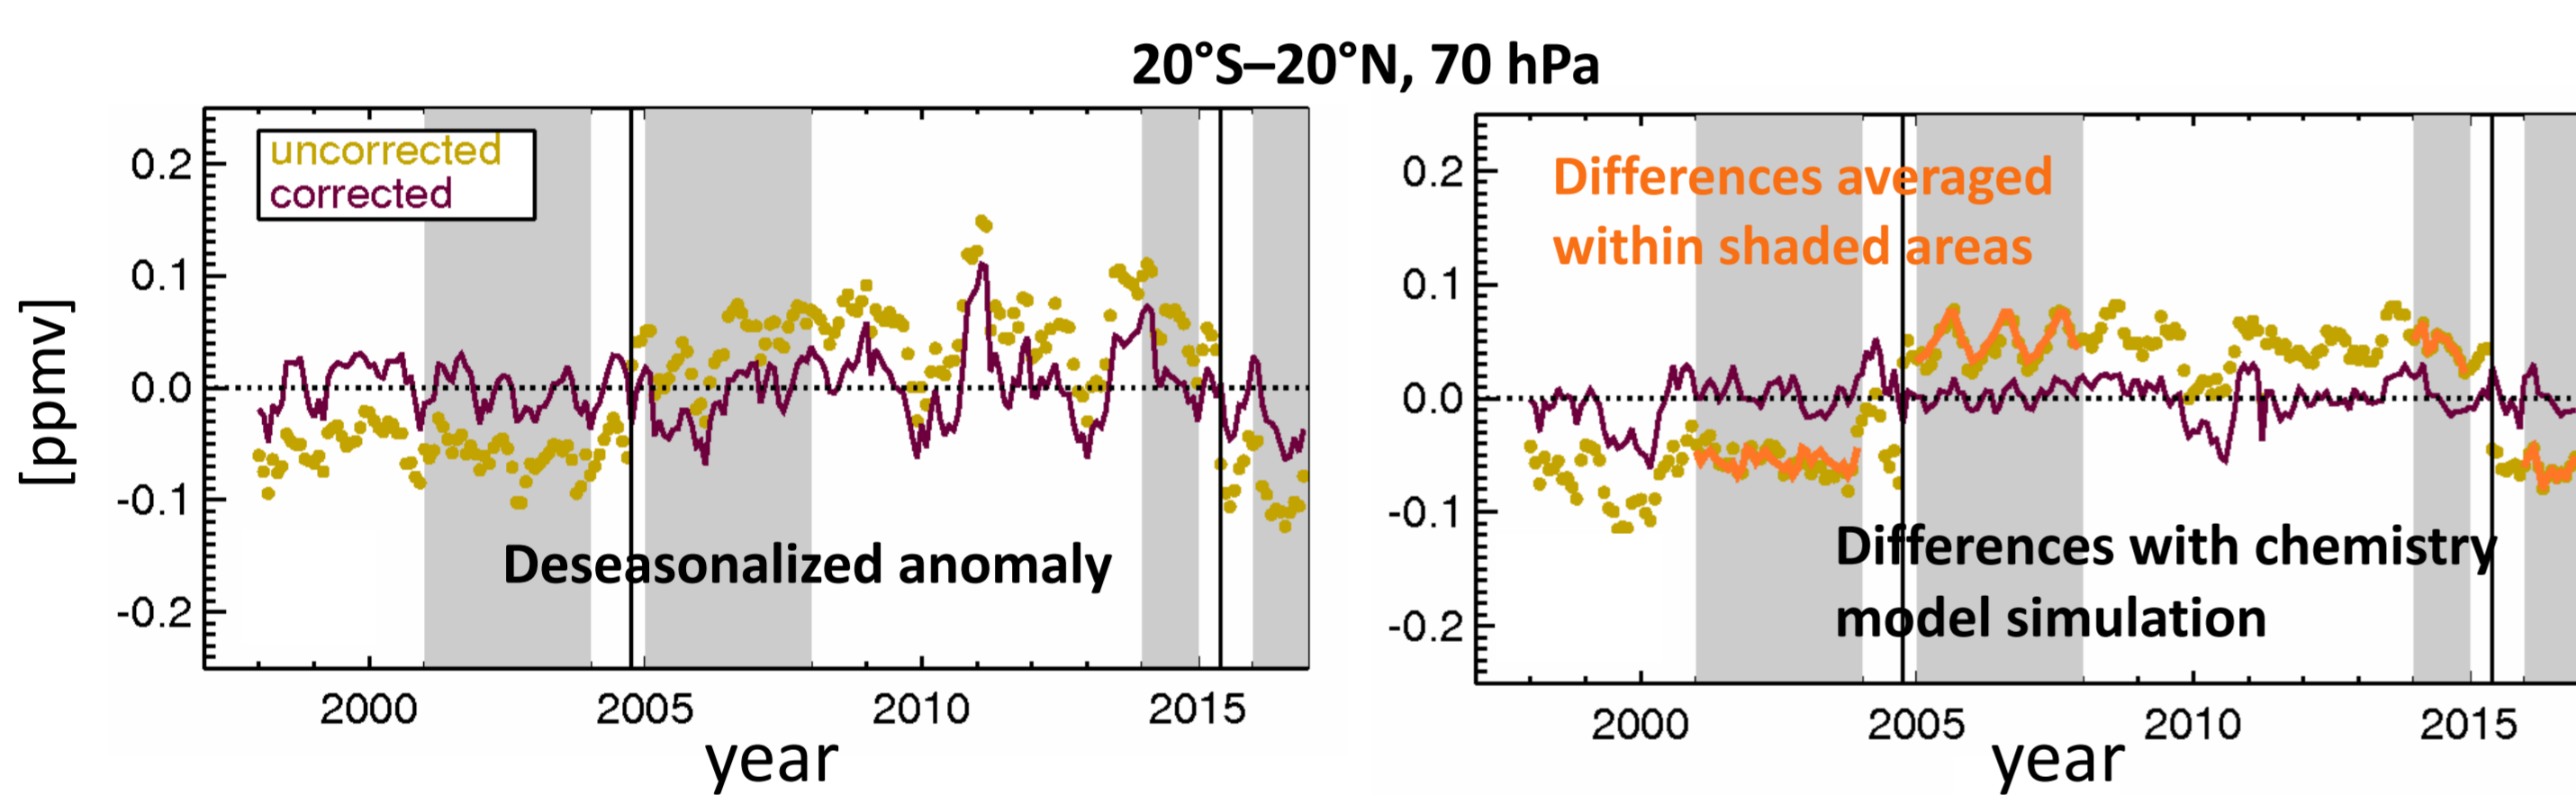 20°S–20°N, 70 hPa
[ppmv]
0.2
0.1
0.0
-0.1
-0.2
uncorrected
corrected
Deseasonalized anomaly
2000 2005 2010 2015
year
0.2
0.1
0.0
-0.1
-0.2
Differences averaged
within shaded areas
Differences with chemistry
model simulation
2000 2005 2010 2015
year